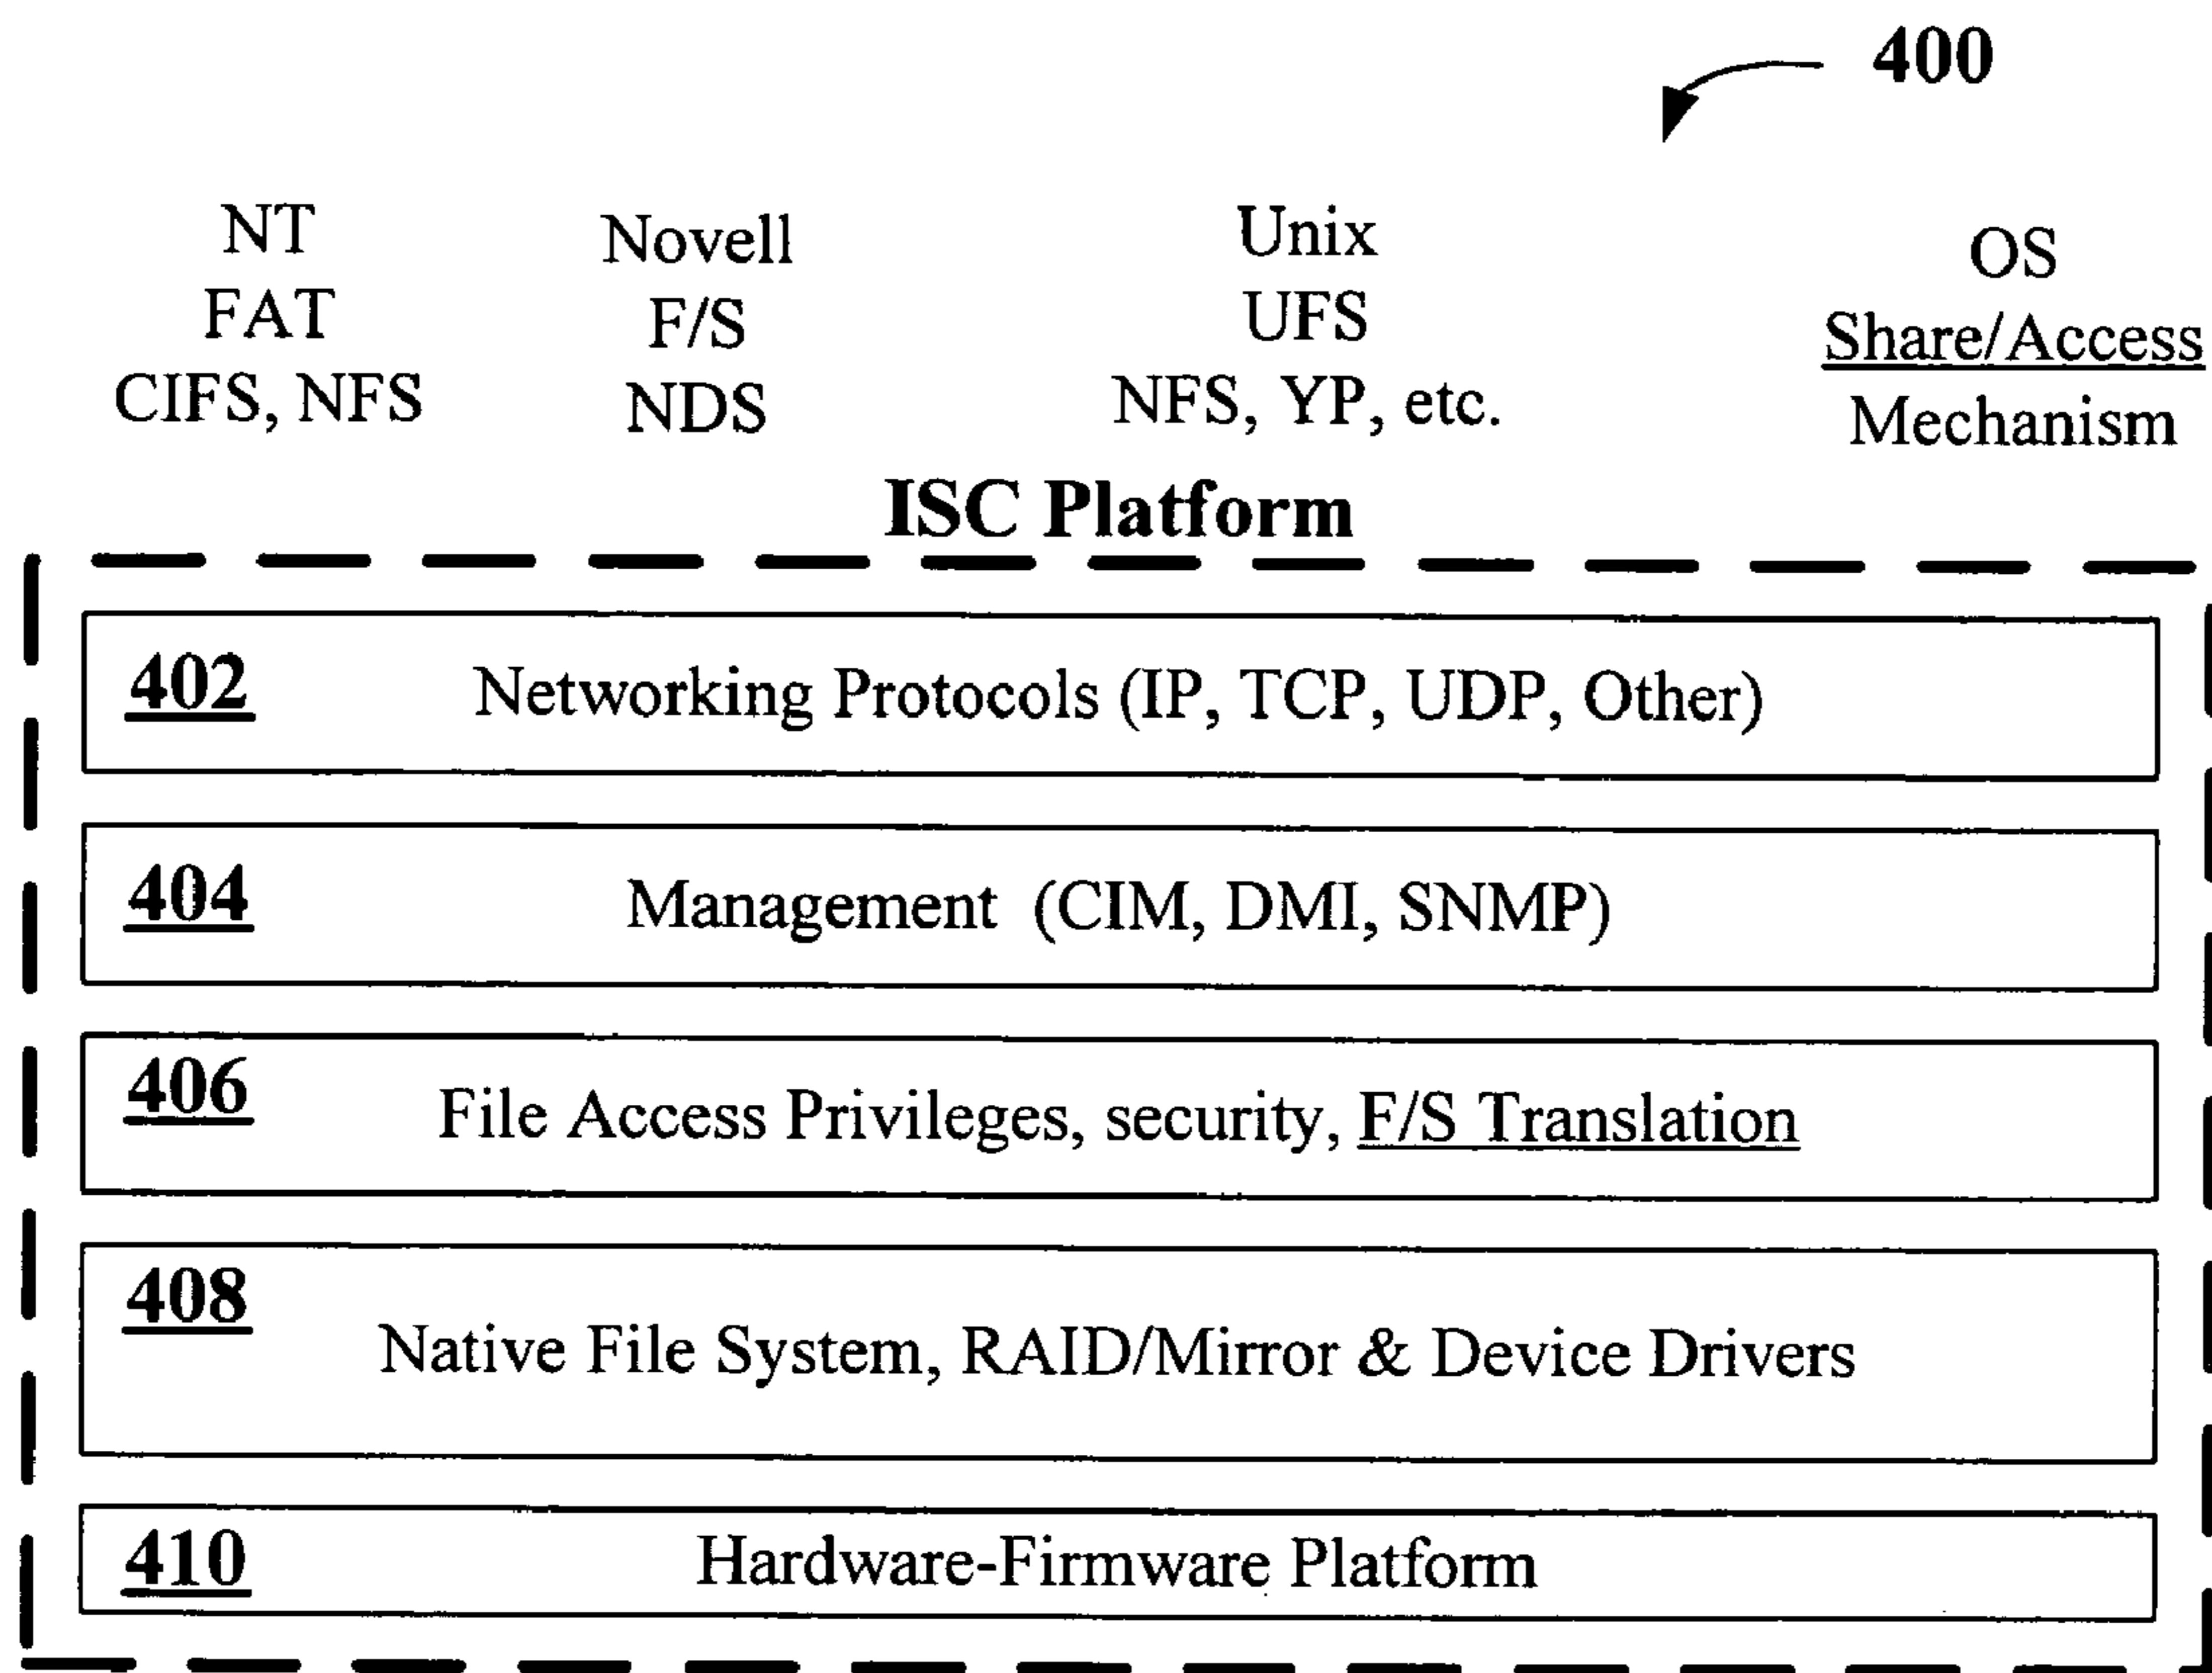 400
NT
FAT
CIFS, NFS
Novell
F/S
NDS
Unix
UFS
NFS, YP, etc.
OS
Share/Access
Mechanism
ISC Platform
402 Networking Protocols (IP, TCP, UDP, Other)
404 Management (CIM, DMI, SNMP)
406 File Access Privileges, security, F/S Translation
408 Native File System, RAID/Mirror & Device Drivers
410 Hardware-Firmware Platform